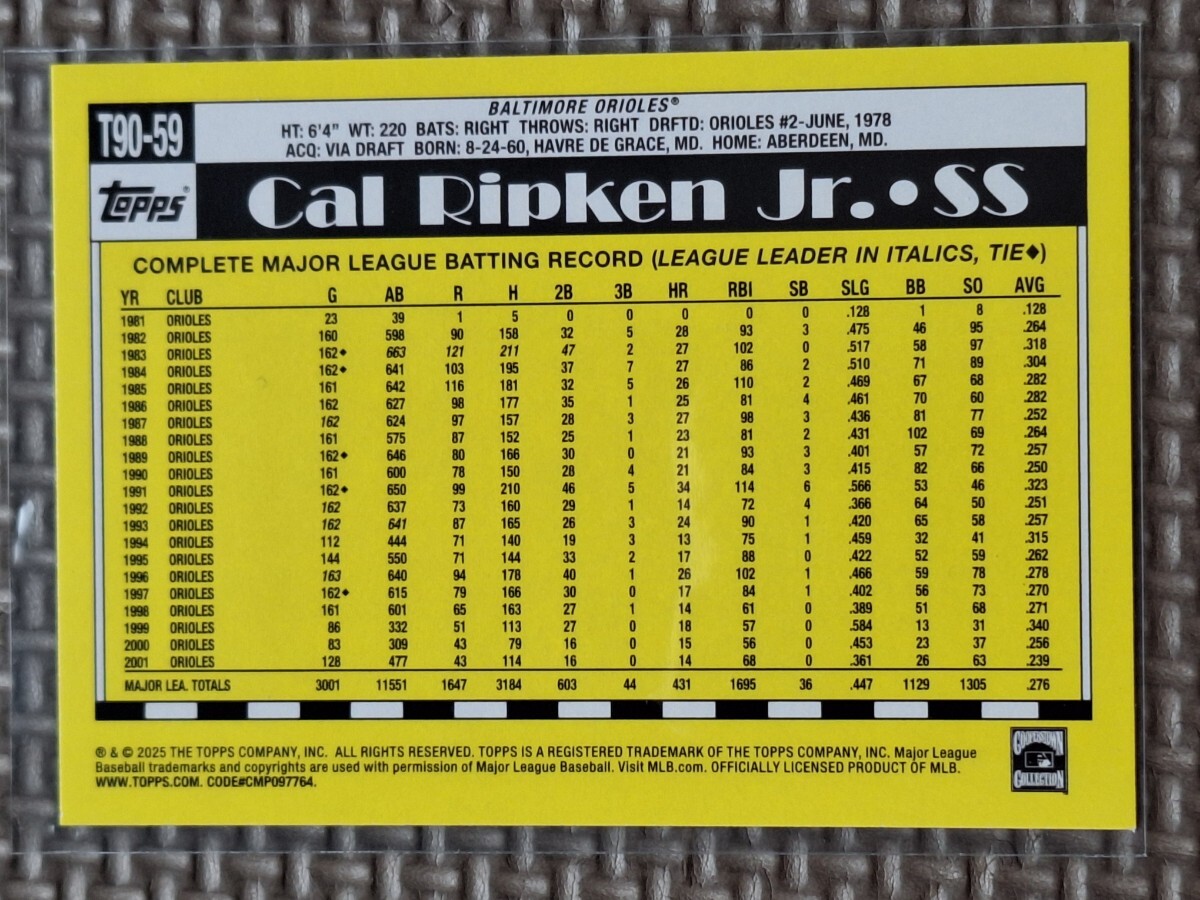 T90-59
BALTIMORE ORIOLES®
HT: 6'4" WT: 220 BATS: RIGHT THROWS: RIGHT DRFTD: ORIOLES #2-JUNE, 1978
ACQ: VIA DRAFT BORN: 8-24-60, HAVRE DE GRACE, MD. HOME: ABERDEEN, MD.
topps®
Cal Ripken Jr. • SS
COMPLETE MAJOR LEAGUE BATTING RECORD (LEAGUE LEADER IN ITALICS, TIE♦)
YR CLUB G AB R H 2B 3B HR RBI SB SLG BB SO AVG
1981 ORIOLES 23 39 1 5 0 0 0 0 0 .128 1 8 .128
1982 ORIOLES 160 598 90 158 32 5 28 93 3 .475 46 95 .264
1983 ORIOLES 162♦ 663 121 211 47 2 27 102 0 .517 58 97 .318
1984 ORIOLES 162♦ 641 103 195 37 7 27 86 2 .510 71 89 .304
1985 ORIOLES 161 642 116 181 32 5 26 110 2 .469 67 68 .282
1986 ORIOLES 162 627 98 177 35 1 25 81 4 .461 70 60 .282
1987 ORIOLES 162 624 97 157 28 3 27 98 3 .436 81 77 .252
1988 ORIOLES 161 575 87 152 25 1 23 81 2 .431 102 69 .264
1989 ORIOLES 162♦ 646 80 166 30 0 21 93 3 .401 57 72 .257
1990 ORIOLES 161 600 78 150 28 4 21 84 3 .415 82 66 .250
1991 ORIOLES 162♦ 650 99 210 46 5 34 114 6 .566 53 46 .323
1992 ORIOLES 162 637 73 160 29 1 14 72 4 .366 64 50 .251
1993 ORIOLES 162 641 87 165 26 3 24 90 1 .420 65 58 .257
1994 ORIOLES 112 444 71 140 19 3 13 75 1 .459 32 41 .315
1995 ORIOLES 144 550 71 144 33 2 17 88 0 .422 52 59 .262
1996 ORIOLES 163 640 94 178 40 1 26 102 1 .466 59 78 .278
1997 ORIOLES 162♦ 615 79 166 30 0 17 84 1 .402 56 73 .270
1998 ORIOLES 161 601 65 163 27 1 14 61 0 .389 51 68 .271
1999 ORIOLES 86 332 51 113 27 0 18 57 0 .584 13 31 .340
2000 ORIOLES 83 309 43 79 16 0 15 56 0 .453 23 37 .256
2001 ORIOLES 128 477 43 114 16 0 14 68 0 .361 26 63 .239
MAJOR LEA. TOTALS 3001 11551 1647 3184 603 44 431 1695 36 .447 1129 1305 .276
® & © 2025 THE TOPPS COMPANY, INC. ALL RIGHTS RESERVED. TOPPS IS A REGISTERED TRADEMARK OF THE TOPPS COMPANY, INC. Major League
Baseball trademarks and copyrights are used with permission of Major League Baseball. Visit MLB.com. OFFICIALLY LICENSED PRODUCT OF MLB.
WWW.TOPPS.COM. CODE#CMP097764.
COOPERSTOWN
COLLECTION